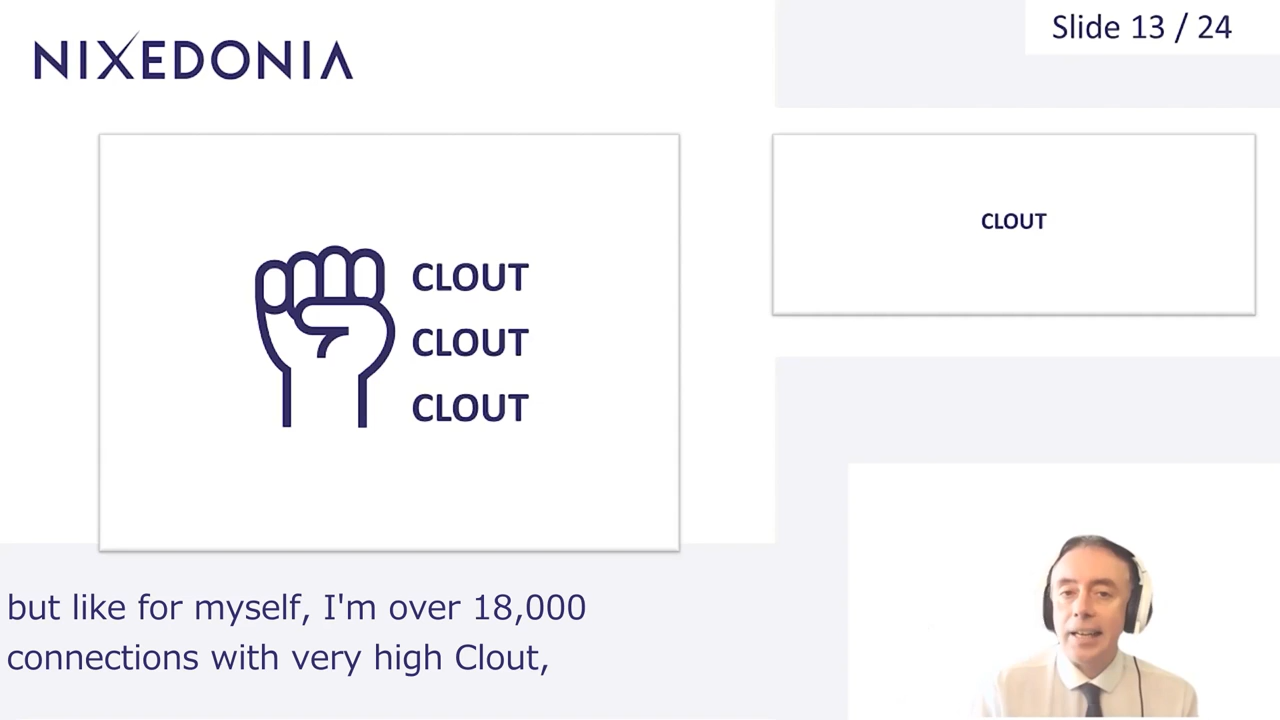 NIXEDONIA
Slide 13 / 24
CLOUT
CLOUT
CLOUT
CLOUT
but like for myself, I'm over 18,000
connections with very high Clout,